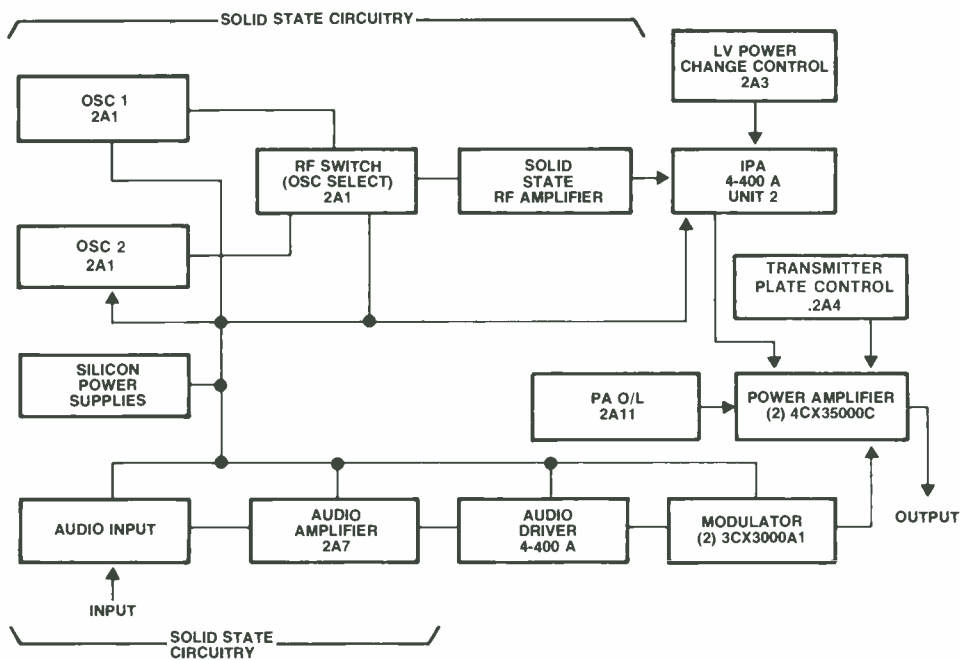 SOLID STATE CIRCUITRY
LV POWER
CHANGE CONTROL
2A3
OSC 1
2A1
RF SWITCH
(OSC SELECT)
2A1
SOLID
STATE
RF AMPLIFIER
IPA
4-400 A
UNIT 2
OSC 2
2A1
TRANSMITTER
PLATE CONTROL
.2A4
SILICON
POWER
SUPPLIES
PA O/L
2A11
POWER AMPLIFIER
(2) 4CX35000C
AUDIO INPUT
AUDIO
AMPLIFIER
2A7
AUDIO
DRIVER
4-400 A
MODULATOR
(2) 3CX3000A1
OUTPUT
INPUT
SOLID STATE
CIRCUITRY